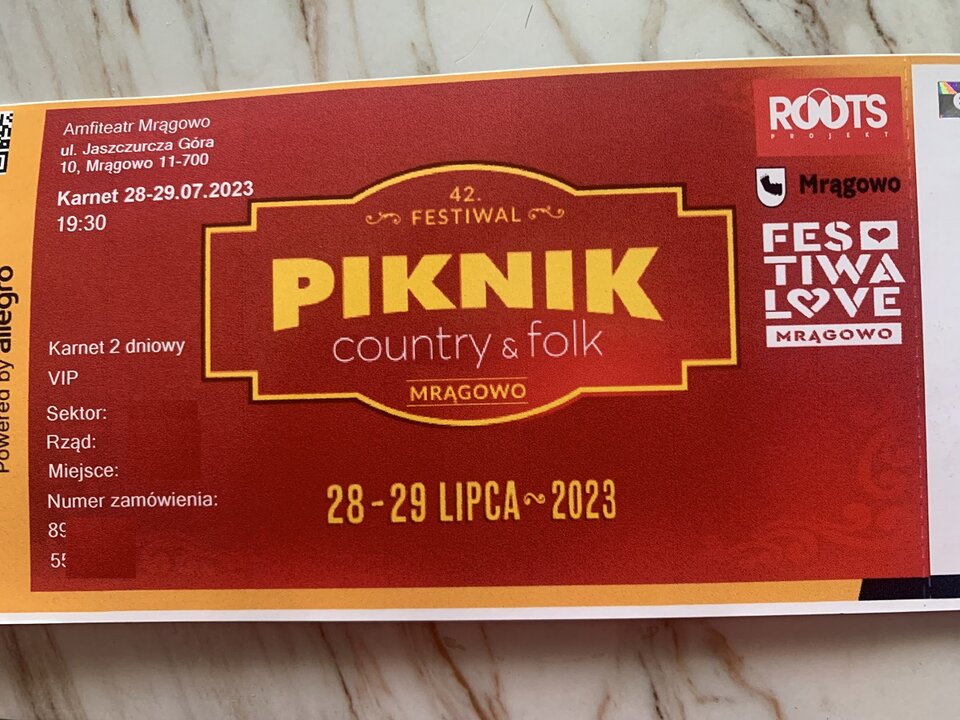 Powered by allegro
Amfiteatr Mrągowo
ul. Jaszczurcza Góra
10, Mrągowo 11-700
Karnet 28-29.07.2023
19:30
Karnet 2 dniowy
VIP
Sektor:
Rząd:
Miejsce:
Numer zamówienia:
89
42.
FESTIWAL
PIKNIK
country & folk
MRĄGOWO
28-29 LIPCA~2023
ROOTS
PROJEKT
Mrągowo
FES
TIWA
LOVE
MRĄGOWO